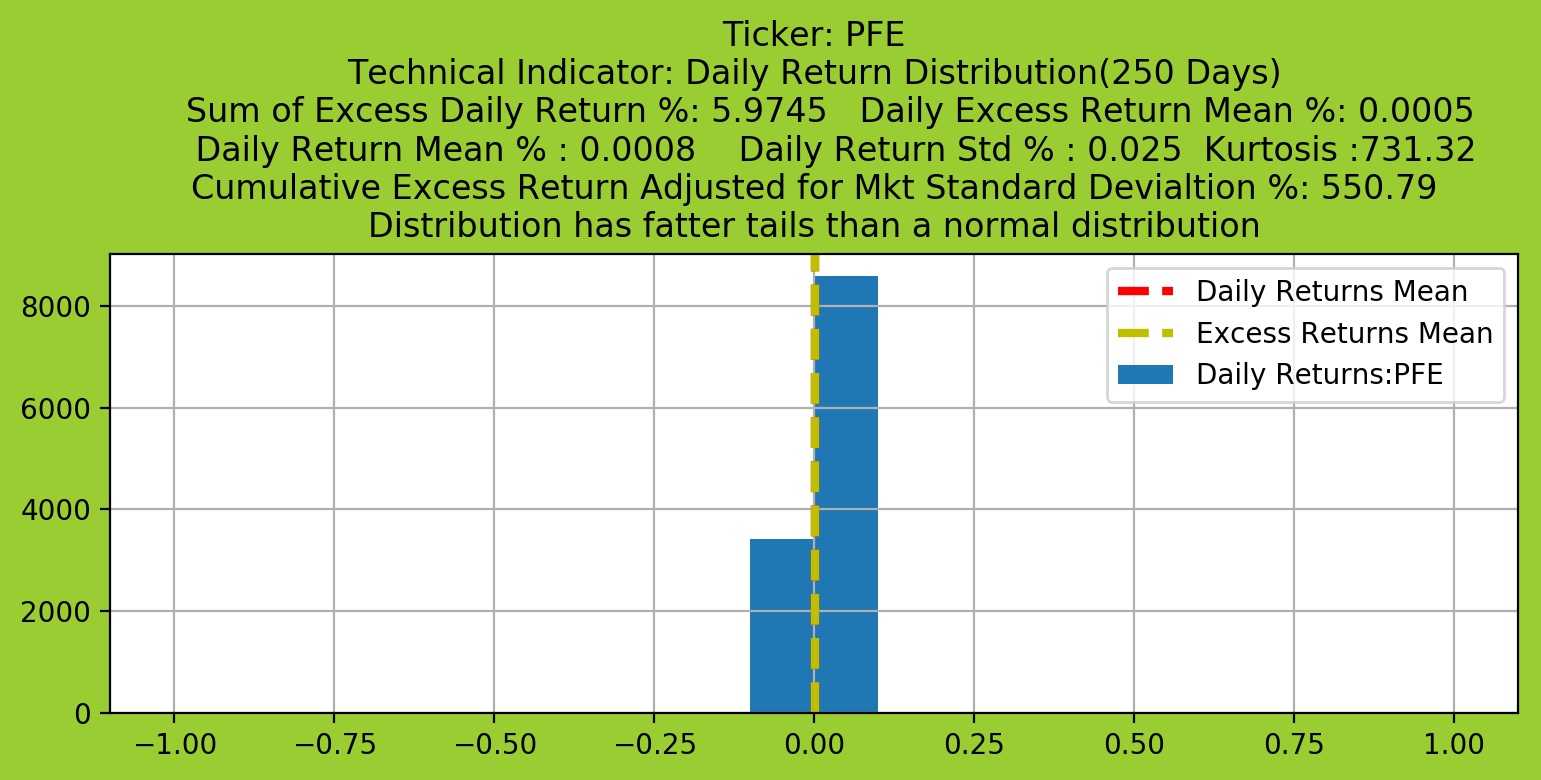 Ticker: PFE
Technical Indicator: Daily Return Distribution(250 Days)
Sum of Excess Daily Return %: 5.9745   Daily Excess Return Mean %: 0.0005
Daily Return Mean % : 0.0008    Daily Return Std % : 0.025  Kurtosis :731.32
Cumulative Excess Return Adjusted for Mkt Standard Devialtion %: 550.79
Distribution has fatter tails than a normal distribution
Daily Returns Mean
Excess Returns Mean
Daily Returns:PFE
8000
6000
4000
2000
0
−1.00 −0.75 −0.50 −0.25 0.00 0.25 0.50 0.75 1.00